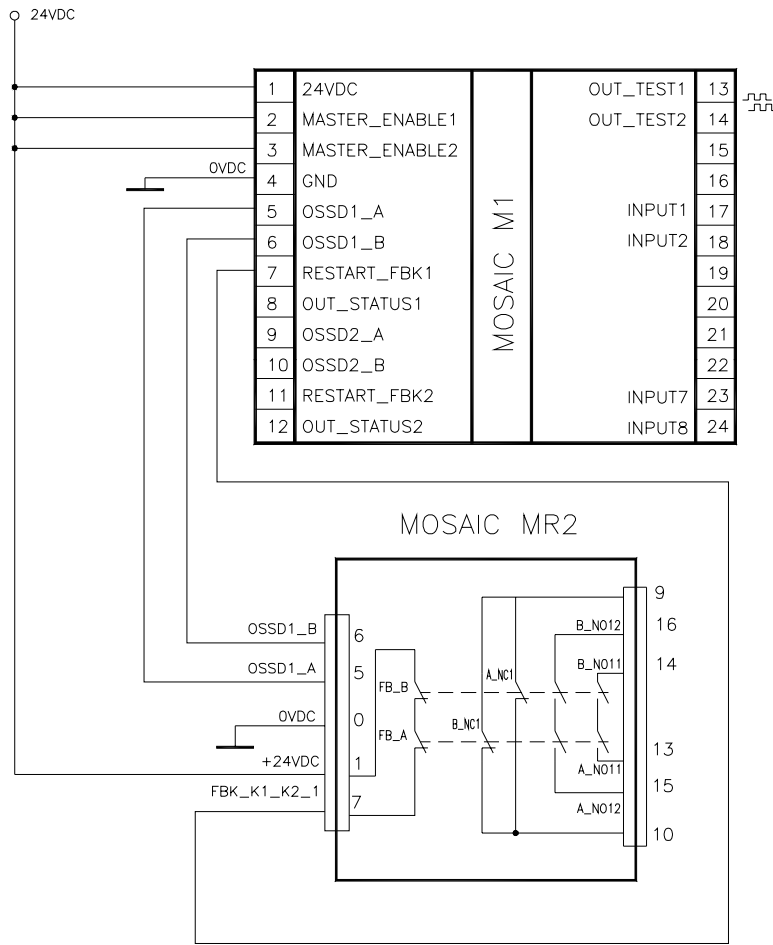 24VDC
1 24VDC OUT_TEST1 13
2 MASTER_ENABLE1 OUT_TEST2 14
3 MASTER_ENABLE2 15
0VDC 4 GND 16
5 OSSD1_A INPUT1 17
6 OSSD1_B INPUT2 18
7 RESTART_FBK1 19
8 OUT_STATUS1 20
9 OSSD2_A 21
10 OSSD2_B 22
11 RESTART_FBK2 INPUT7 23
12 OUT_STATUS2 INPUT8 24
MOSAIC M1
MOSAIC MR2
9
OSSD1_B 6 B_NO12 16
OSSD1_A 5 A_NC1 B_NO11 14
FB_B
0VDC 0 B_NC1
FB_A
+24VDC 1 13
A_NO11
FBK_K1_K2_1 7 15
A_NO12
10